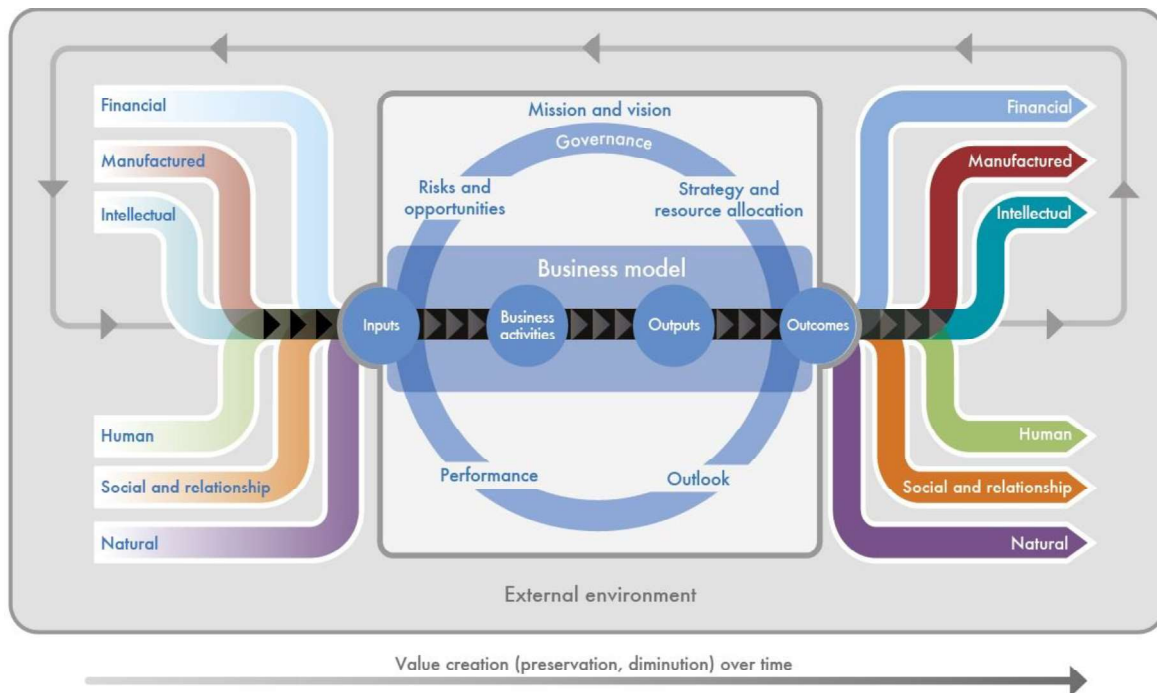 Financial
Manufactured
Intellectual
Human
Social and relationship
Natural
Mission and vision
Governance
Risks and
opportunities
Strategy and
resource allocation
Business model
Inputs
Business
activities
Outputs
Outcomes
Performance
Outlook
Financial
Manufactured
Intellectual
Human
Social and relationship
Natural
External environment
Value creation (preservation, diminution) over time